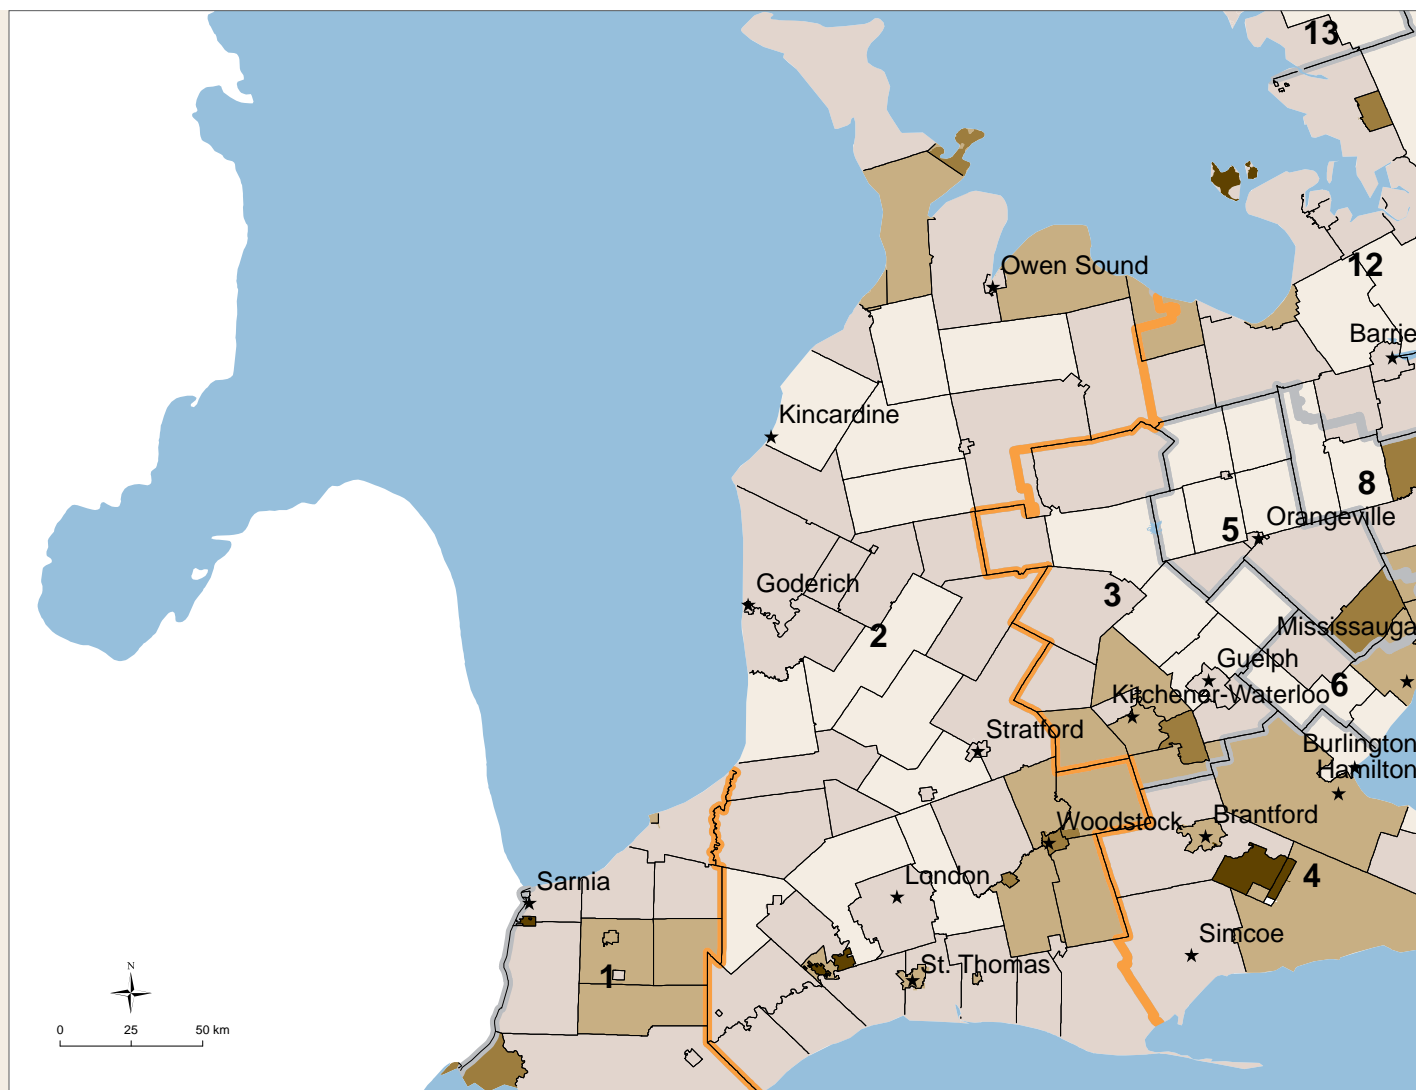 13
Owen Sound
12
Barrie
Kincardine
8
5
Orangeville
Goderich
3
2
Mississauga
Guelph
6
Kitchener-Waterloo
Stratford
Burlington
Hamilton
Woodstock
Brantford
London
4
Sarnia
Simcoe
St. Thomas
1
N
0 25 50 km